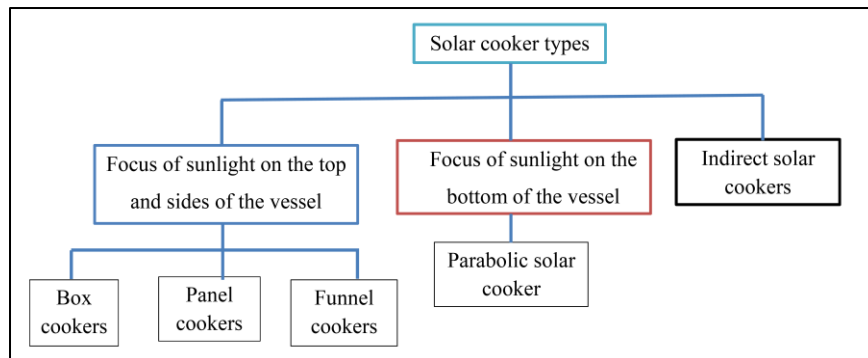 Solar cooker types
Focus of sunlight on the top
and sides of the vessel
Focus of sunlight on the
bottom of the vessel
Indirect solar
cookers
Box
cookers
Panel
cookers
Funnel
cookers
Parabolic solar
cooker